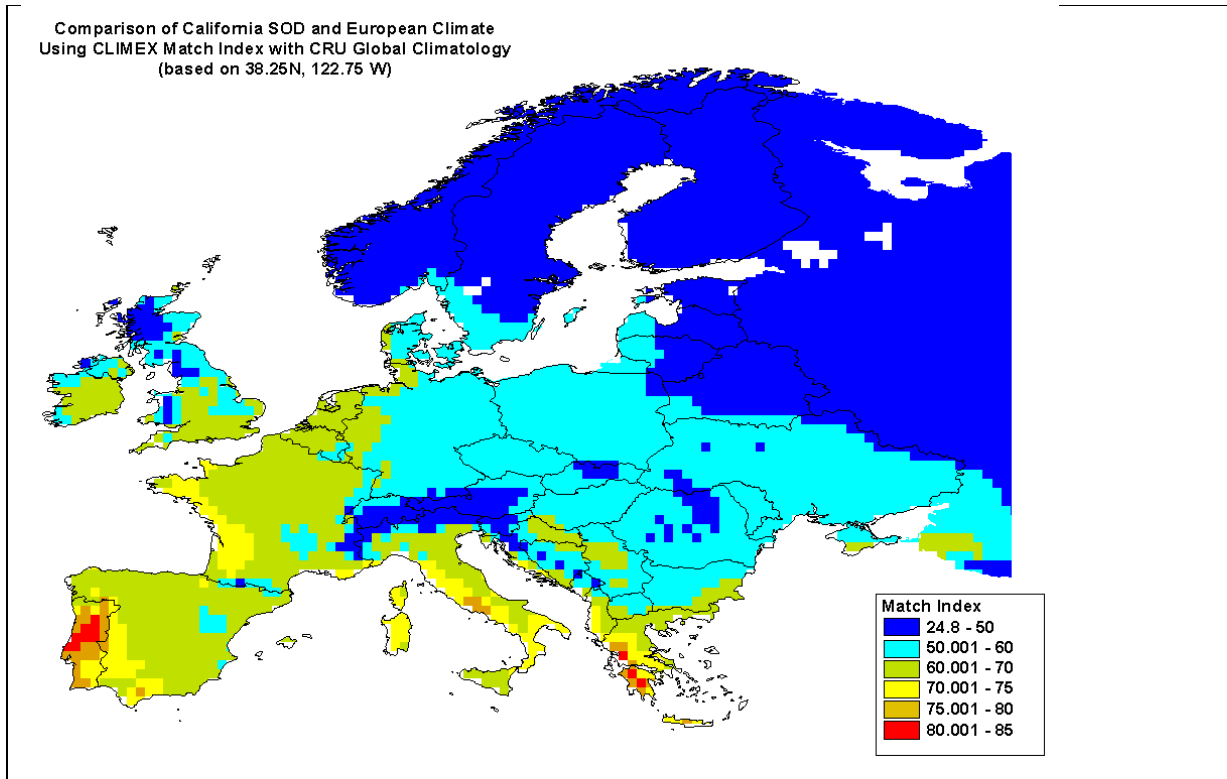 Comparison of California SOD and European Climate
Using CLIMEX Match Index with CRU Global Climatology
(based on 38.25N, 122.75 W)
Match Index
24.8 - 50
50.001 - 60
60.001 - 70
70.001 - 75
75.001 - 80
80.001 - 85